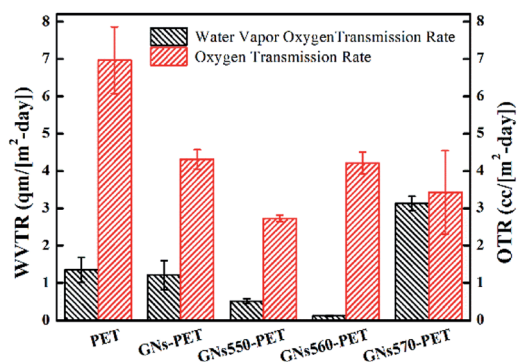 Water Vapor OxygenTransmission Rate
Oxygen Transmission Rate
WVTR (qm/[m²-day)
8
7
6
5
4
3
2
1
0
OTR (cc/[m²-day)
8
7
6
5
4
3
2
1
0
PET
GNs-PET
GNs550-PET
GNs560-PET
GNs570-PET